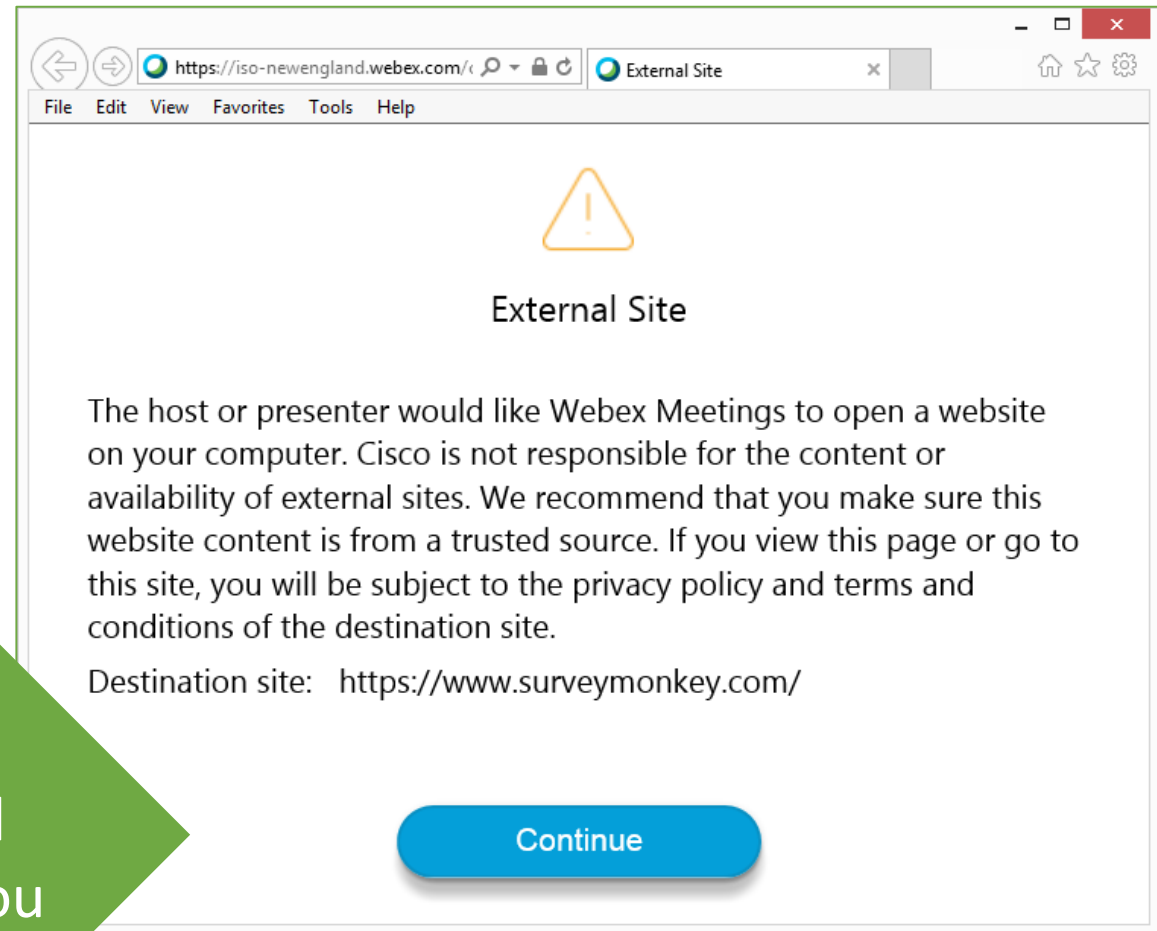 https://iso-newengland.webex.com/
External Site
File Edit View Favorites Tools Help
External Site
The host or presenter would like Webex Meetings to open a website
on your computer. Cisco is not responsible for the content or
availability of external sites. We recommend that you make sure this
website content is from a trusted source. If you view this page or go to
this site, you will be subject to the privacy policy and terms and
conditions of the destination site.
Destination site: https://www.surveymonkey.com/
Continue